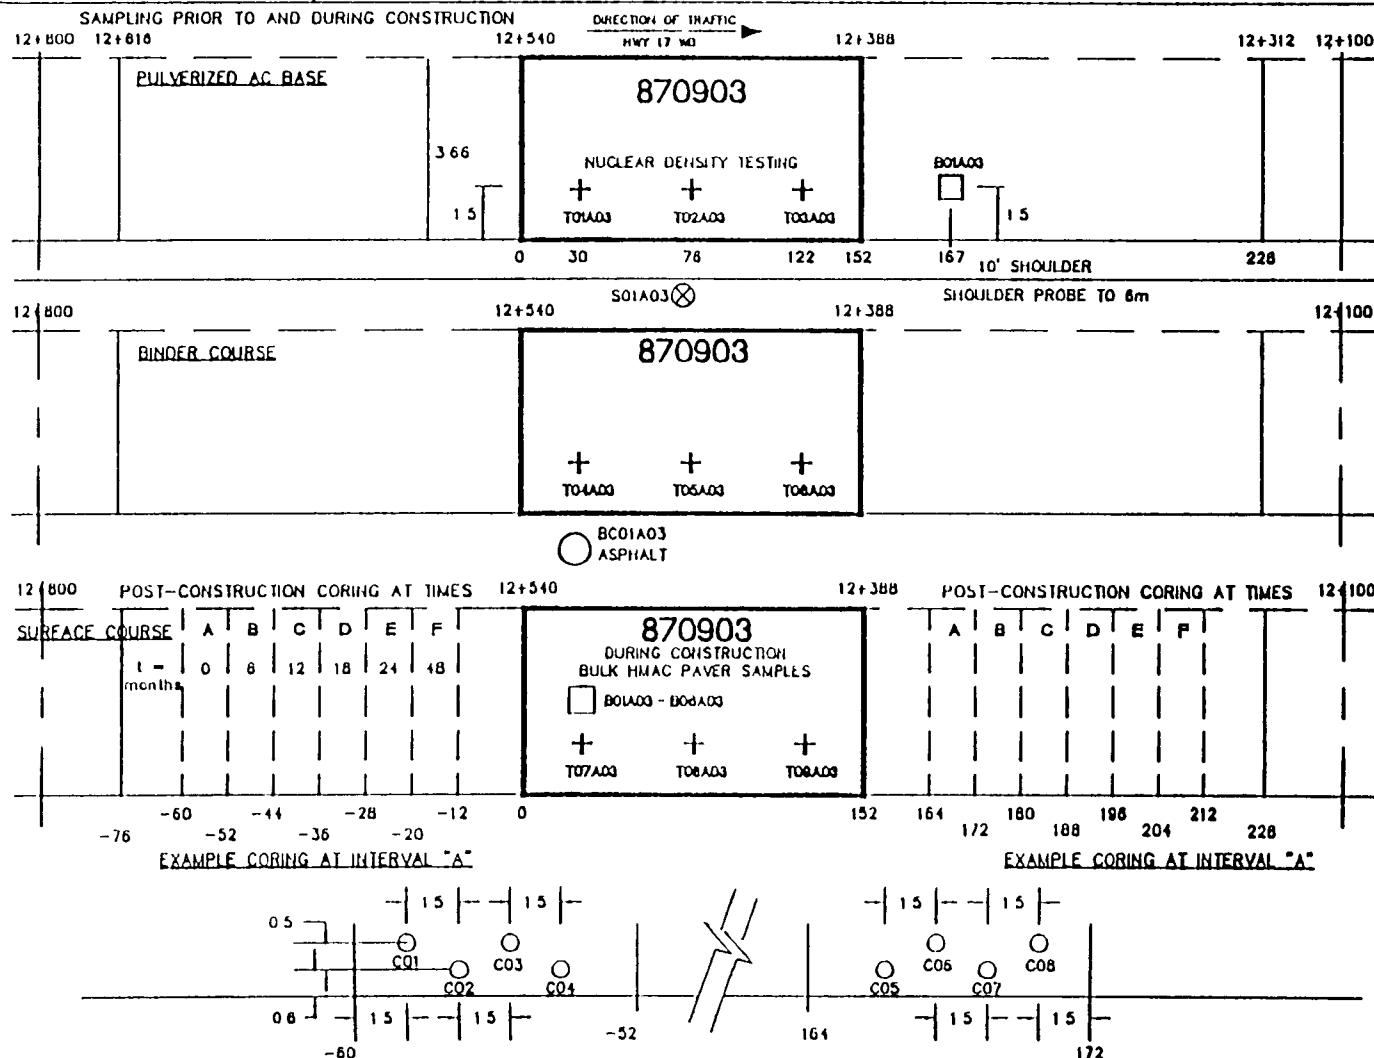 SAMPLING PRIOR TO AND DURING CONSTRUCTION
DIRECTION OF TRAFFIC
HWY 17 WB
12+800 12+616 12+540 12+388 12+312 12+100
PULVERIZED AC BASE
870903
3.66
NUCLEAR DENSITY TESTING
B01A03
1.5
T01A03 T02A03 T03A03
1.5
0 30 76 122 152 167 228
10' SHOULDER
S01A03
SHOULDER PROBE TO 6m
12+800 12+540 12+388 12+100
BINDER COURSE
870903
T04A03 T05A03 T06A03
BC01A03
ASPHALT
12+800 POST-CONSTRUCTION CORING AT TIMES 12+540 12+388 POST-CONSTRUCTION CORING AT TIMES 12+100
SURFACE COURSE A B C D E F
870903
A B C D E F
DURING CONSTRUCTION
t = months 0 6 12 18 24 48
BULK HMAC PAVER SAMPLES
B01A03 - B06A03
T07A03 T08A03 T09A03
-60 -44 -28 -12 0 152 164 180 196 212
-76 -52 -36 -20 172 188 204 228
EXAMPLE CORING AT INTERVAL "A" EXAMPLE CORING AT INTERVAL "A"
1.5 1.5 1.5 1.5
0.5
C01 C03 C06 C08
C02 C04 C05 C07
0.6 1.5 1.5 -52 164 1.5 1.5
-60 172